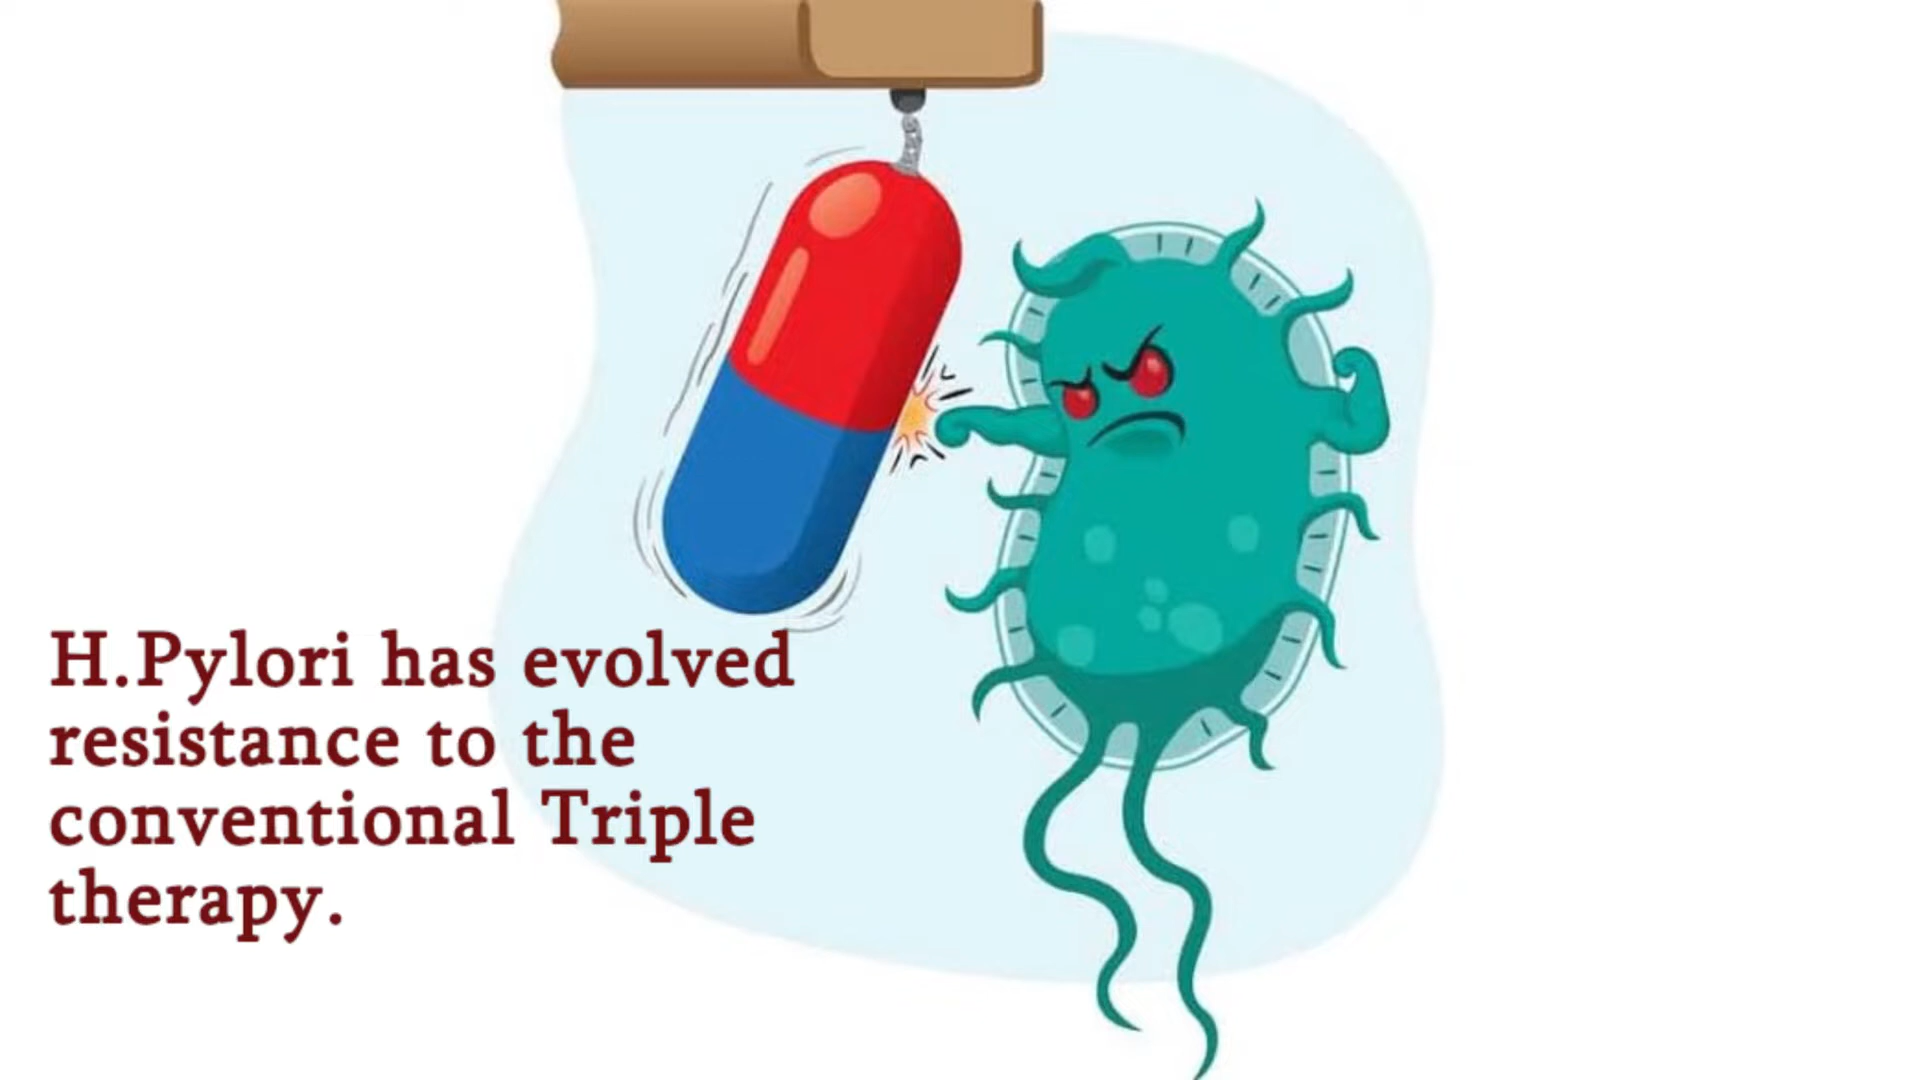 H.Pylori has evolved
resistance to the
conventional Triple
therapy.